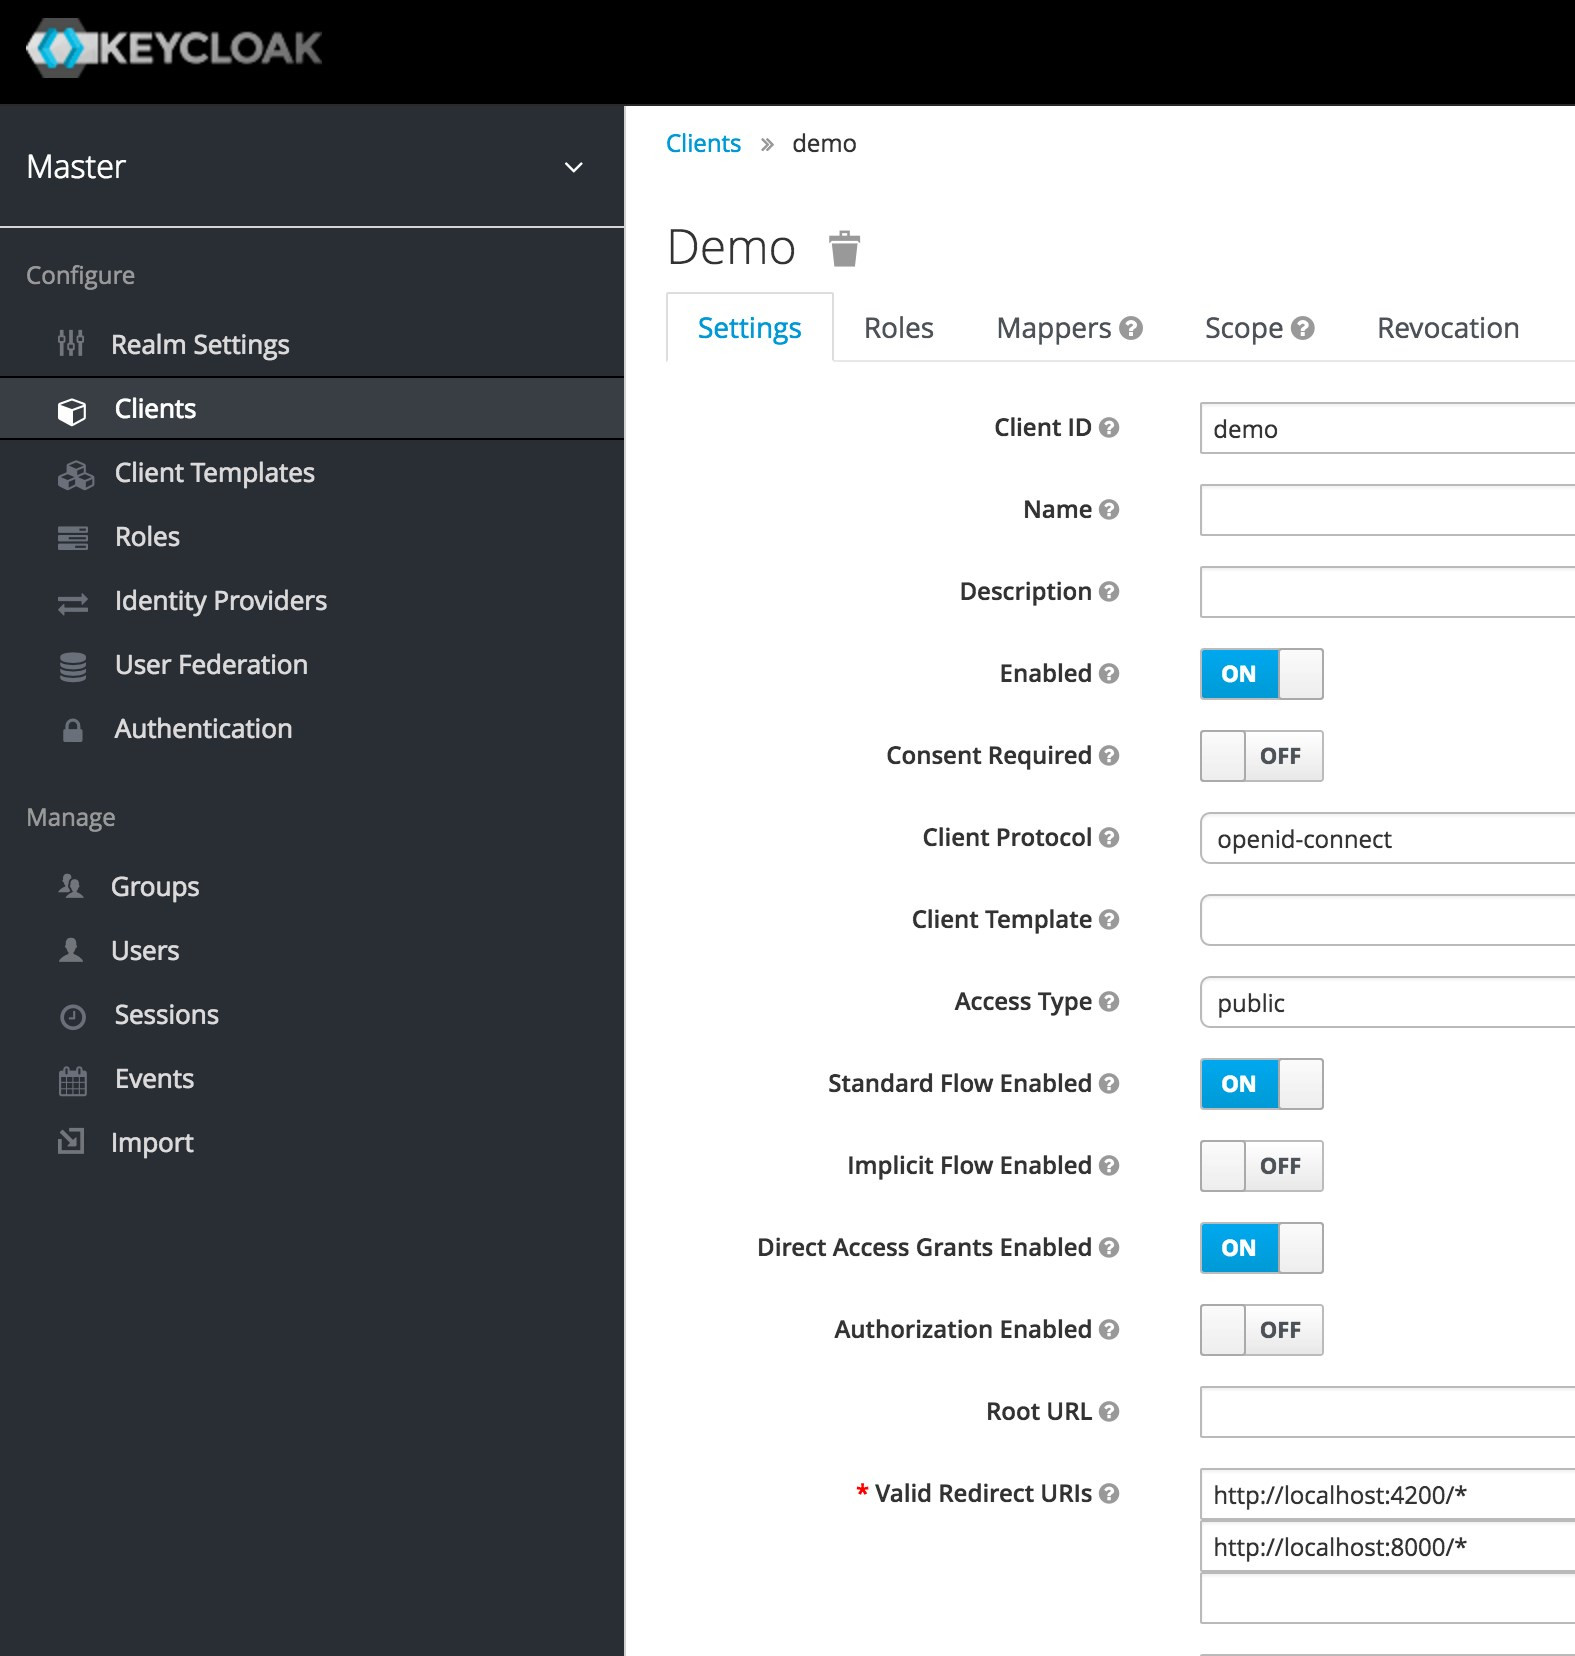 KEYCLOAK
Master
Configure
Realm Settings
Clients
Client Templates
Roles
Identity Providers
User Federation
Authentication
Manage
Groups
Users
Sessions
Events
Import
Clients » demo
Demo
Settings Roles Mappers ? Scope ? Revocation
Client ID ? demo
Name ?
Description ?
Enabled ? ON
Consent Required ? OFF
Client Protocol ? openid-connect
Client Template ?
Access Type ? public
Standard Flow Enabled ? ON
Implicit Flow Enabled ? OFF
Direct Access Grants Enabled ? ON
Authorization Enabled ? OFF
Root URL ?
* Valid Redirect URIs ? http://localhost:4200/*
http://localhost:8000/*